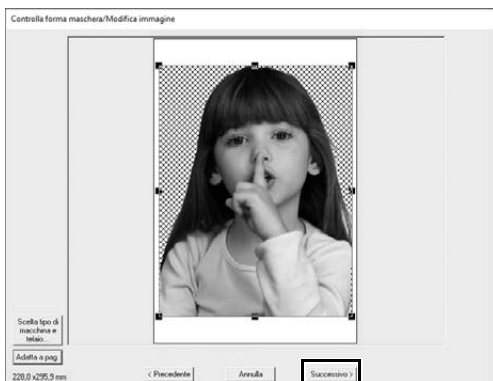 Controlla forma maschera/Modifica immagine
Scelta tipo di
macchina e
telaio...
Adatta a pag.
228,0 x295,9 mm
< Precedente
Annulla
Successivo >